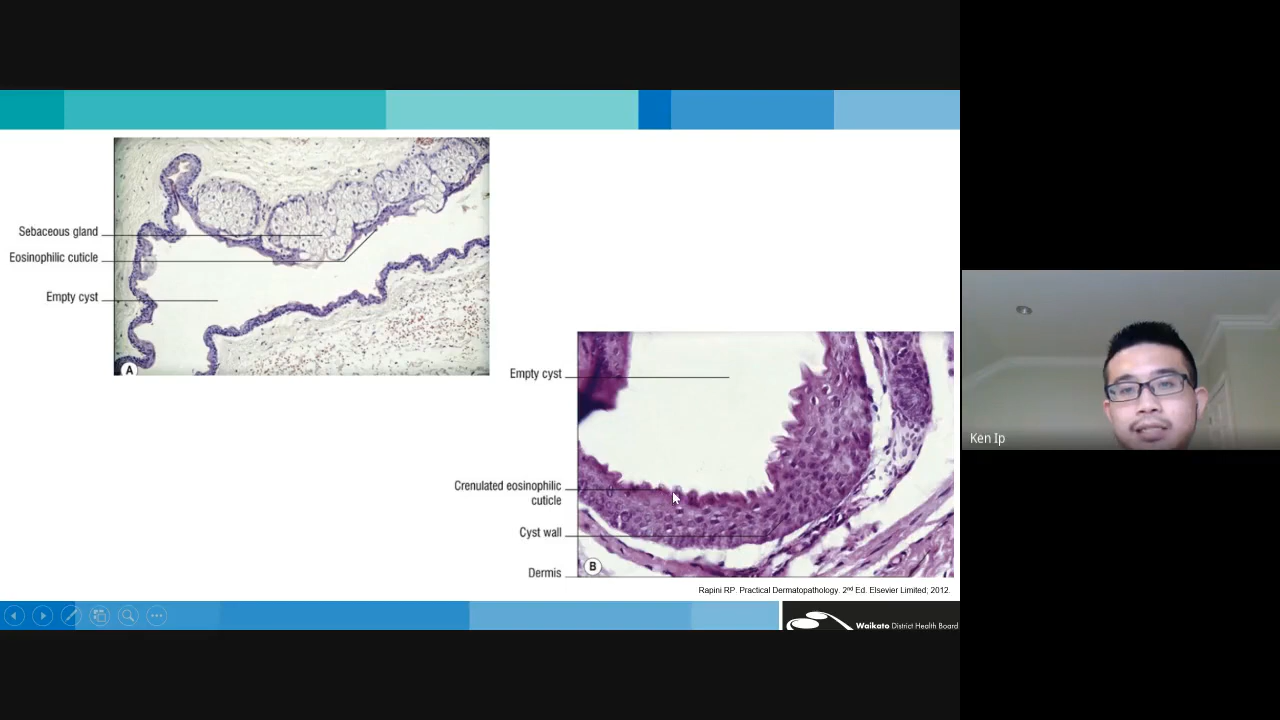 Sebaceous gland
Eosinophilic cuticle
Empty cyst
A
Empty cyst
Crenulated eosinophilic
cuticle
Cyst wall
Dermis
B
Rapini RP. Practical Dermatopathology. 2nd Ed. Elsevier Limited; 2012.
Waikato District Health Board
Ken Ip